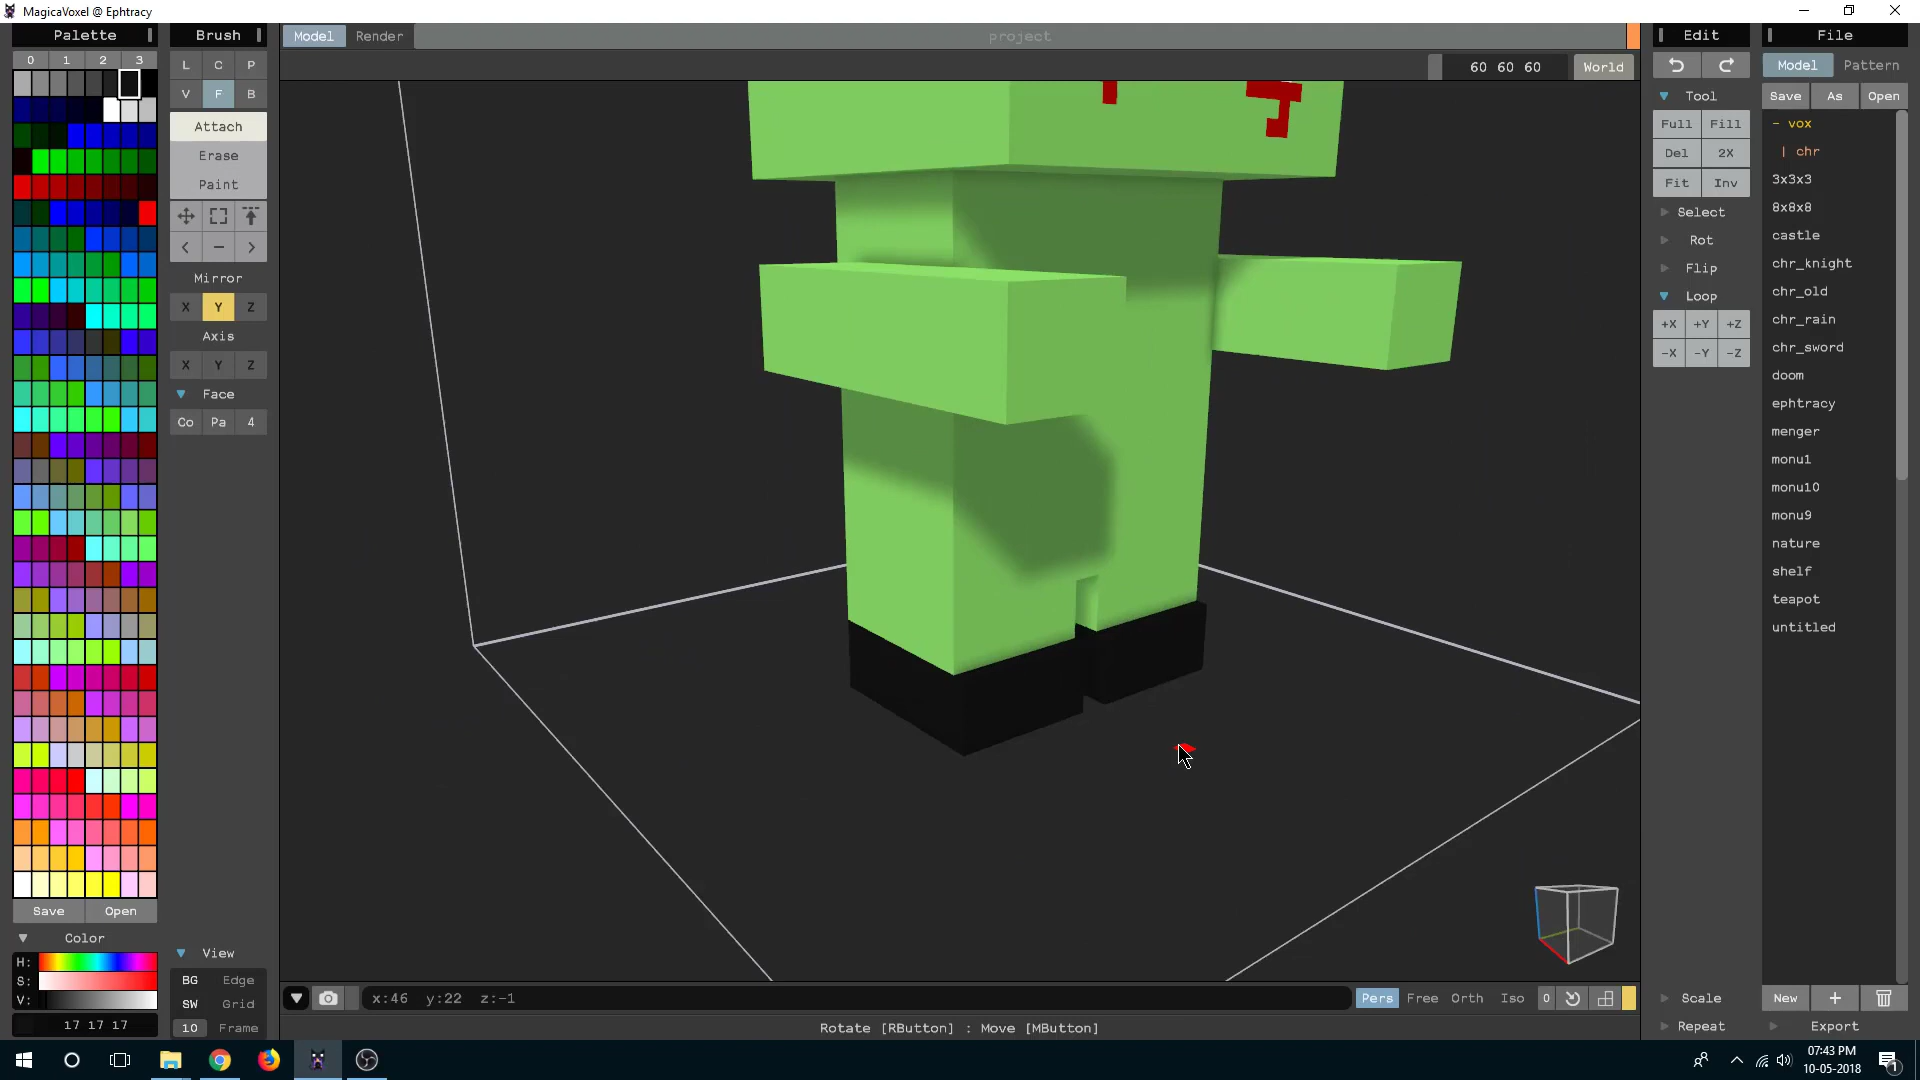 MagicaVoxel @ Ephtracy
Palette
Brush
Model Render project
Edit
File
0 1 2 3
L C P
V F B
Attach
Erase
Paint
< - >
Mirror
X Y Z
Axis
X Y Z
Face
Co Pa 4
60 60 60 World
Tool
Full Fill
Del 2X
Fit Inv
Select
Rot
Flip
Loop
+X +Y +Z
-X -Y -Z
Model Pattern
Save As Open
- vox
| chr
3x3x3
8x8x8
castle
chr_knight
chr_old
chr_rain
chr_sword
doom
ephtracy
menger
monu1
monu10
monu9
nature
shelf
teapot
untitled
Save Open
Color
H:
S:
V:
17 17 17
View
BG Edge
SW Grid
10 Frame
x:46 y:22 z:-1
Pers Free Orth Iso 0
Rotate [RButton] : Move [MButton]
Scale
Repeat
New +
Export
07:43 PM
10-05-2018
1